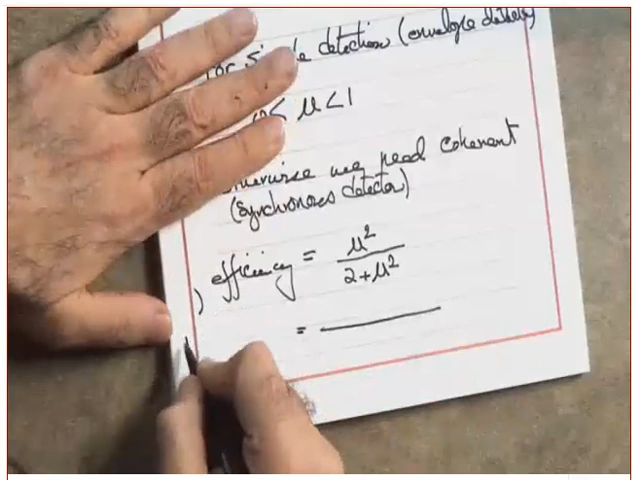 For simple detection (envelope detector)
0 < μ < 1
Otherwise we need coherent
(synchronous detector)
) efficiency = μ² / 2+μ²
=